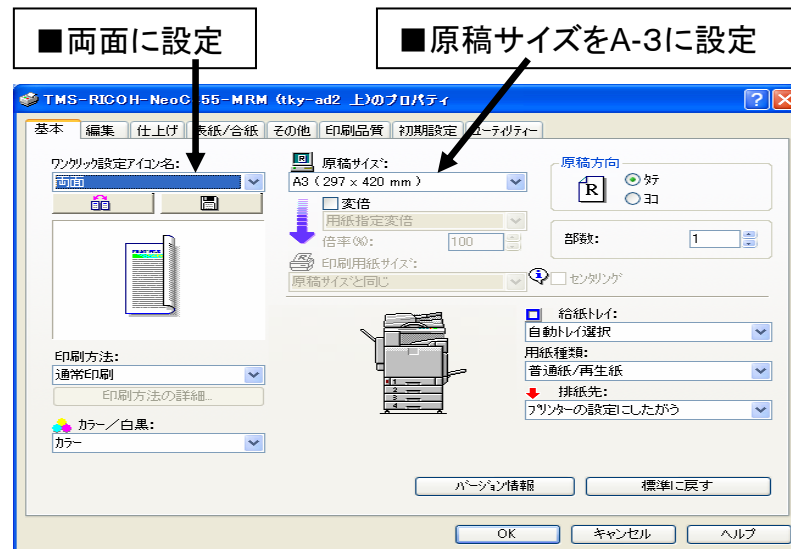 ■両面に設定
■原稿サイズをA-3に設定
TMS-RICOH-NeoC 55-MRM (tky-ad2 上)のプロパティ
基本 編集 仕上げ 表紙/合紙 その他 印刷品質 初期設定 ユーティリティー
ワンクリック設定アイコン名:
両面
原稿サイズ:
A3 ( 297 x 420 mm )
変倍
用紙指定変倍
倍率(%): 100
印刷用紙サイズ:
原稿サイズと同じ
原稿方向
R
タテ
ヨコ
部数: 1
センタリング
給紙トレイ:
自動トレイ選択
用紙種類:
普通紙/再生紙
排紙先:
プリンターの設定にしたがう
印刷方法:
通常印刷
印刷方法の詳細...
カラー/白黒:
カラー
1
2
3
4
バージョン情報 標準に戻す
OK キャンセル ヘルプ